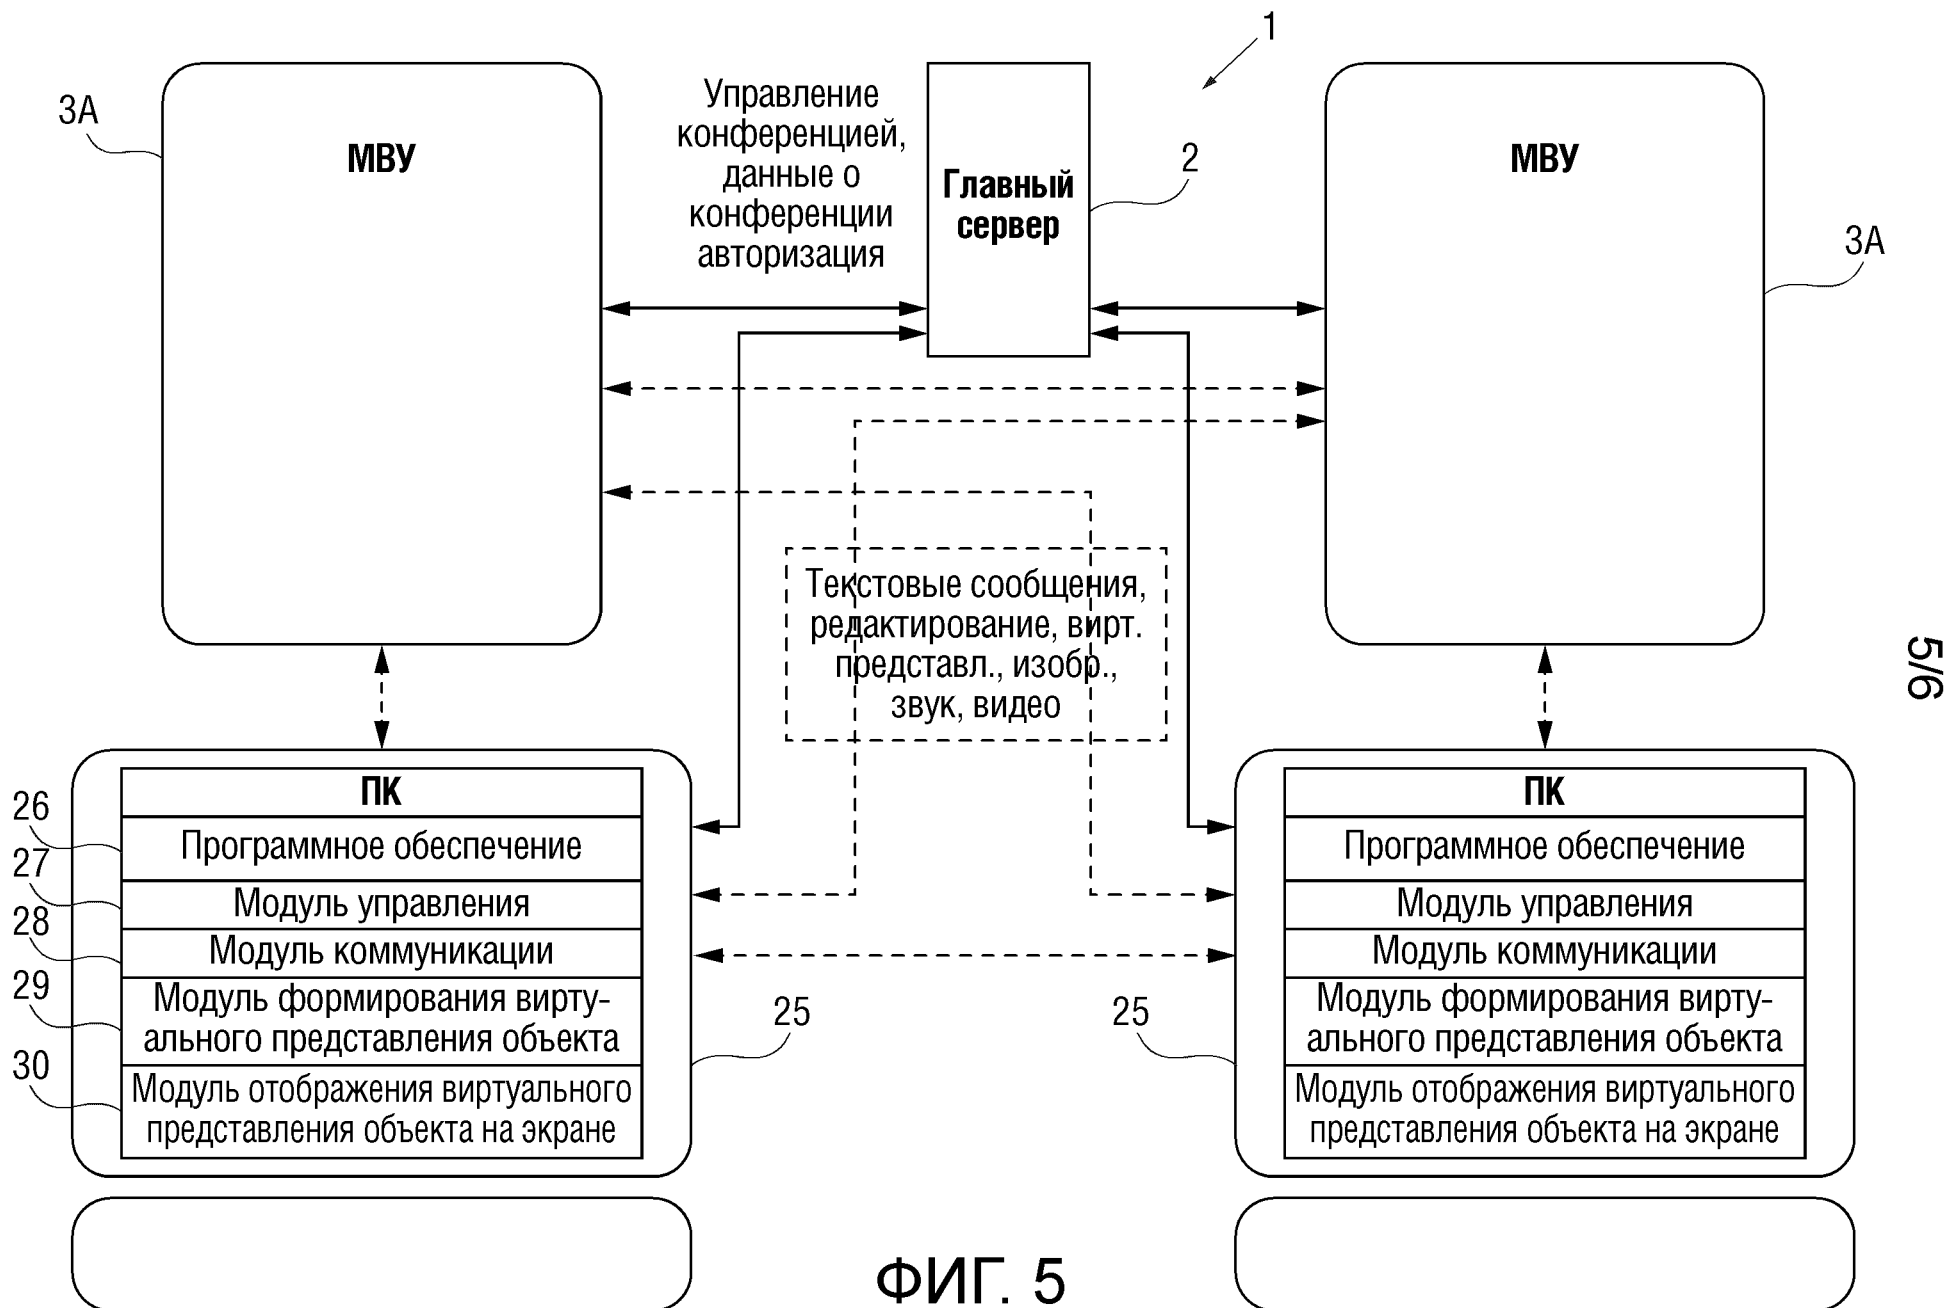 1
3А
МВУ
Управление
конференцией,
данные о
конференции
авторизация
Главный
сервер
2
МВУ
3А
Текстовые сообщения,
редактирование, вирт.
представл., изобр.,
звук, видео
5/6
ПК
26
Программное обеспечение
27
Модуль управления
28
Модуль коммуникации
29
Модуль формирования вирту-
ального представления объекта
30
Модуль отображения виртуального
представления объекта на экране
25
25
ПК
Программное обеспечение
Модуль управления
Модуль коммуникации
Модуль формирования вирту-
ального представления объекта
Модуль отображения виртуального
представления объекта на экране
ФИГ. 5